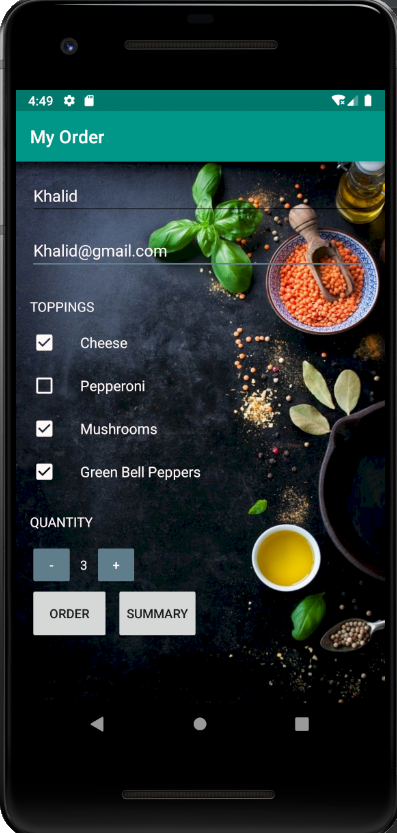 4:49
My Order
Khalid
Khalid@gmail.com
TOPPINGS
Cheese
Pepperoni
Mushrooms
Green Bell Peppers
QUANTITY
- 3 +
ORDER SUMMARY